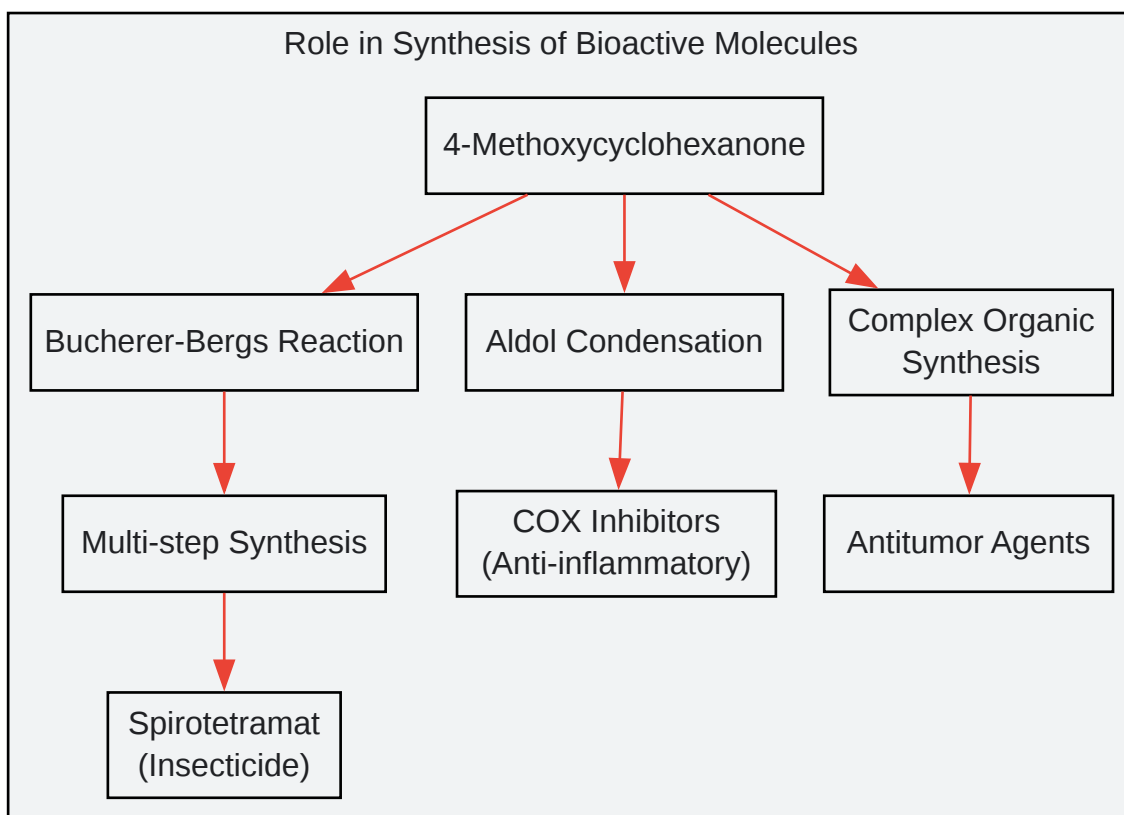 Role in Synthesis of Bioactive Molecules
4-Methoxycyclohexanone
Bucherer-Bergs Reaction
Aldol Condensation
Complex Organic
Synthesis
Multi-step Synthesis
COX Inhibitors
(Anti-inflammatory)
Antitumor Agents
Spirotetramat
(Insecticide)